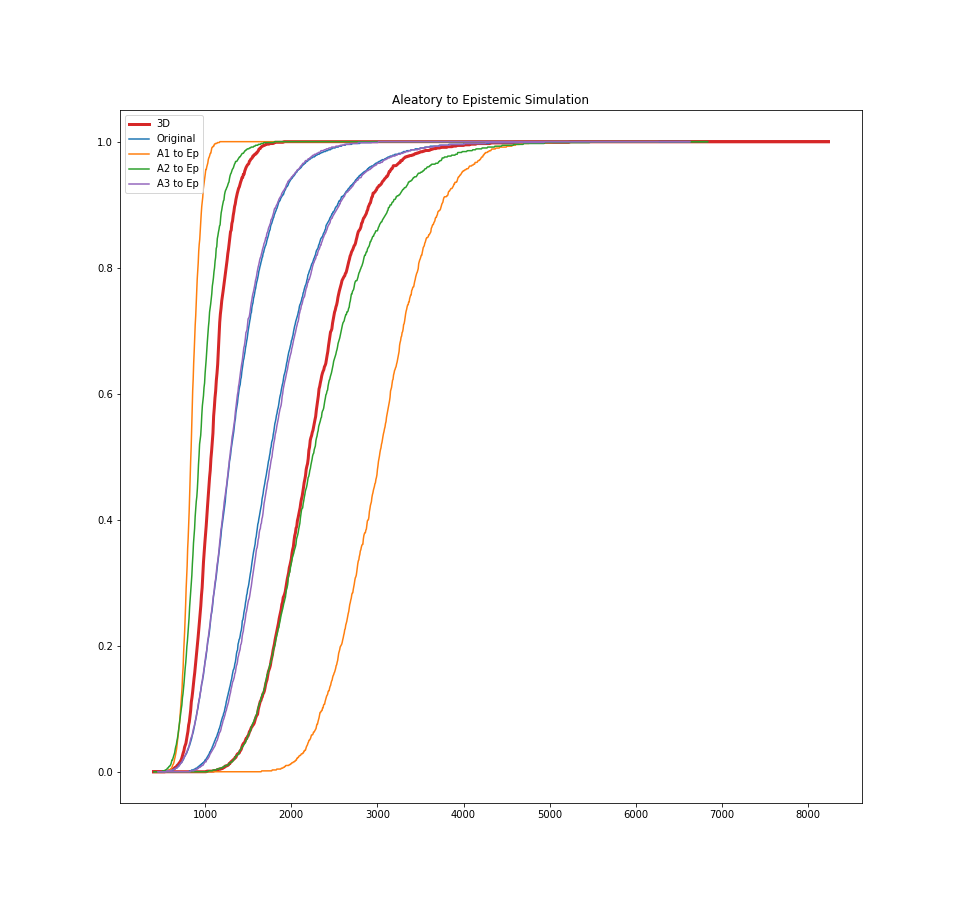 Aleatory to Epistemic Simulation
3D
Original
A1 to Ep
A2 to Ep
A3 to Ep
1.0
0.8
0.6
0.4
0.2
0.0
1000 2000 3000 4000 5000 6000 7000 8000